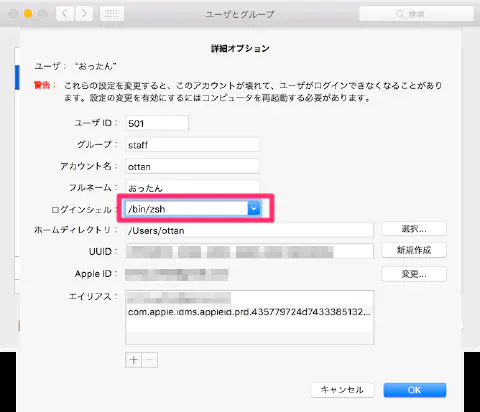 ユーザとグループ
検索
詳細オプション
ユーザ： “おったん”
警告： これらの設定を変更すると、このアカウントが壊れて、ユーザがログインできなくなることがあり
ます。設定の変更を有効にするにはコンピュータを再起動する必要があります。
ユーザ ID： 501
グループ： staff
アカウント名： ottan
フルネーム： おったん
ログインシェル： /bin/zsh
ホームディレクトリ： /Users/ottan 選択...
UUID： 新規作成
Apple ID： 変更...
エイリアス：
com.apple.idms.appleid.prd.435779724d7433385132...
+ −
キャンセル OK